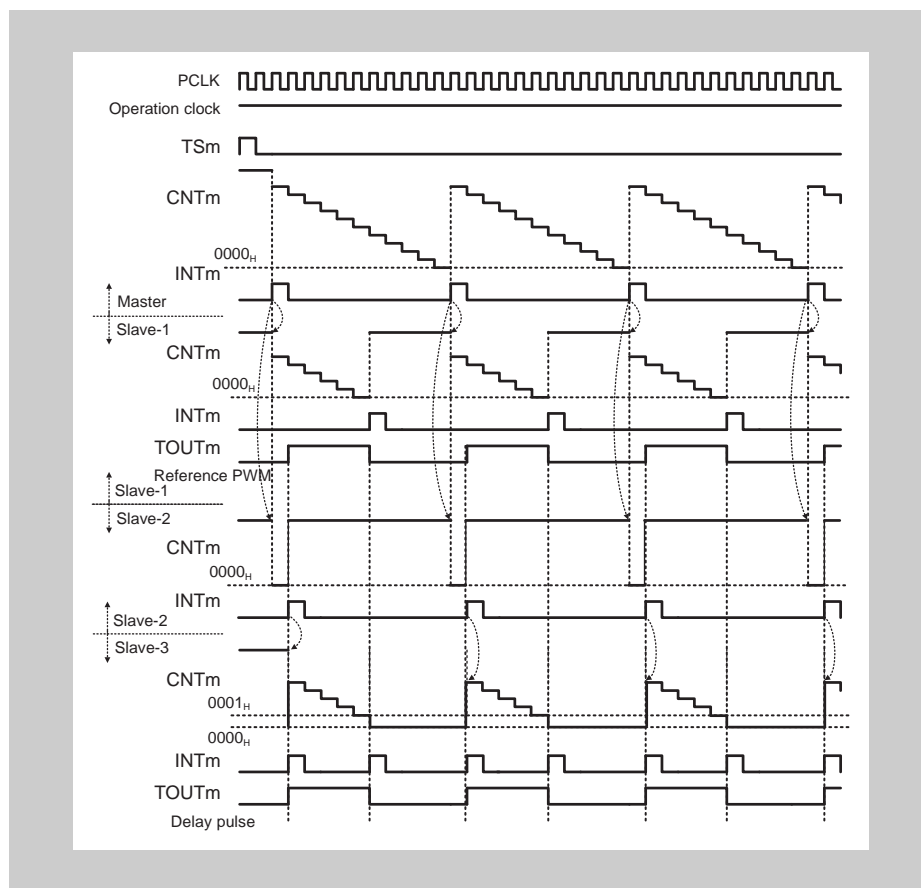 PCLK
Operation clock
TSm
CNTm
0000H
INTm
Master
Slave-1
CNTm
0000H
INTm
TOUTm
Reference PWM
Slave-1
Slave-2
CNTm
0000H
INTm
Slave-2
Slave-3
CNTm
0001H
0000H
INTm
TOUTm
Delay pulse